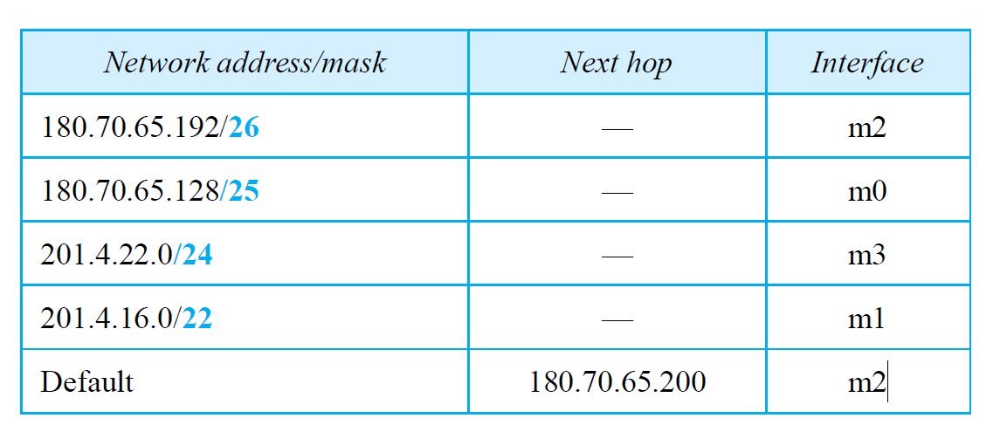 Network address/mask Next hop Interface
180.70.65.192/26 — m2
180.70.65.128/25 — m0
201.4.22.0/24 — m3
201.4.16.0/22 — m1
Default 180.70.65.200 m2